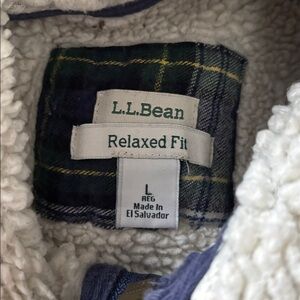 L.L.Bean
Relaxed Fit
L
REG
Made In
El Salvador